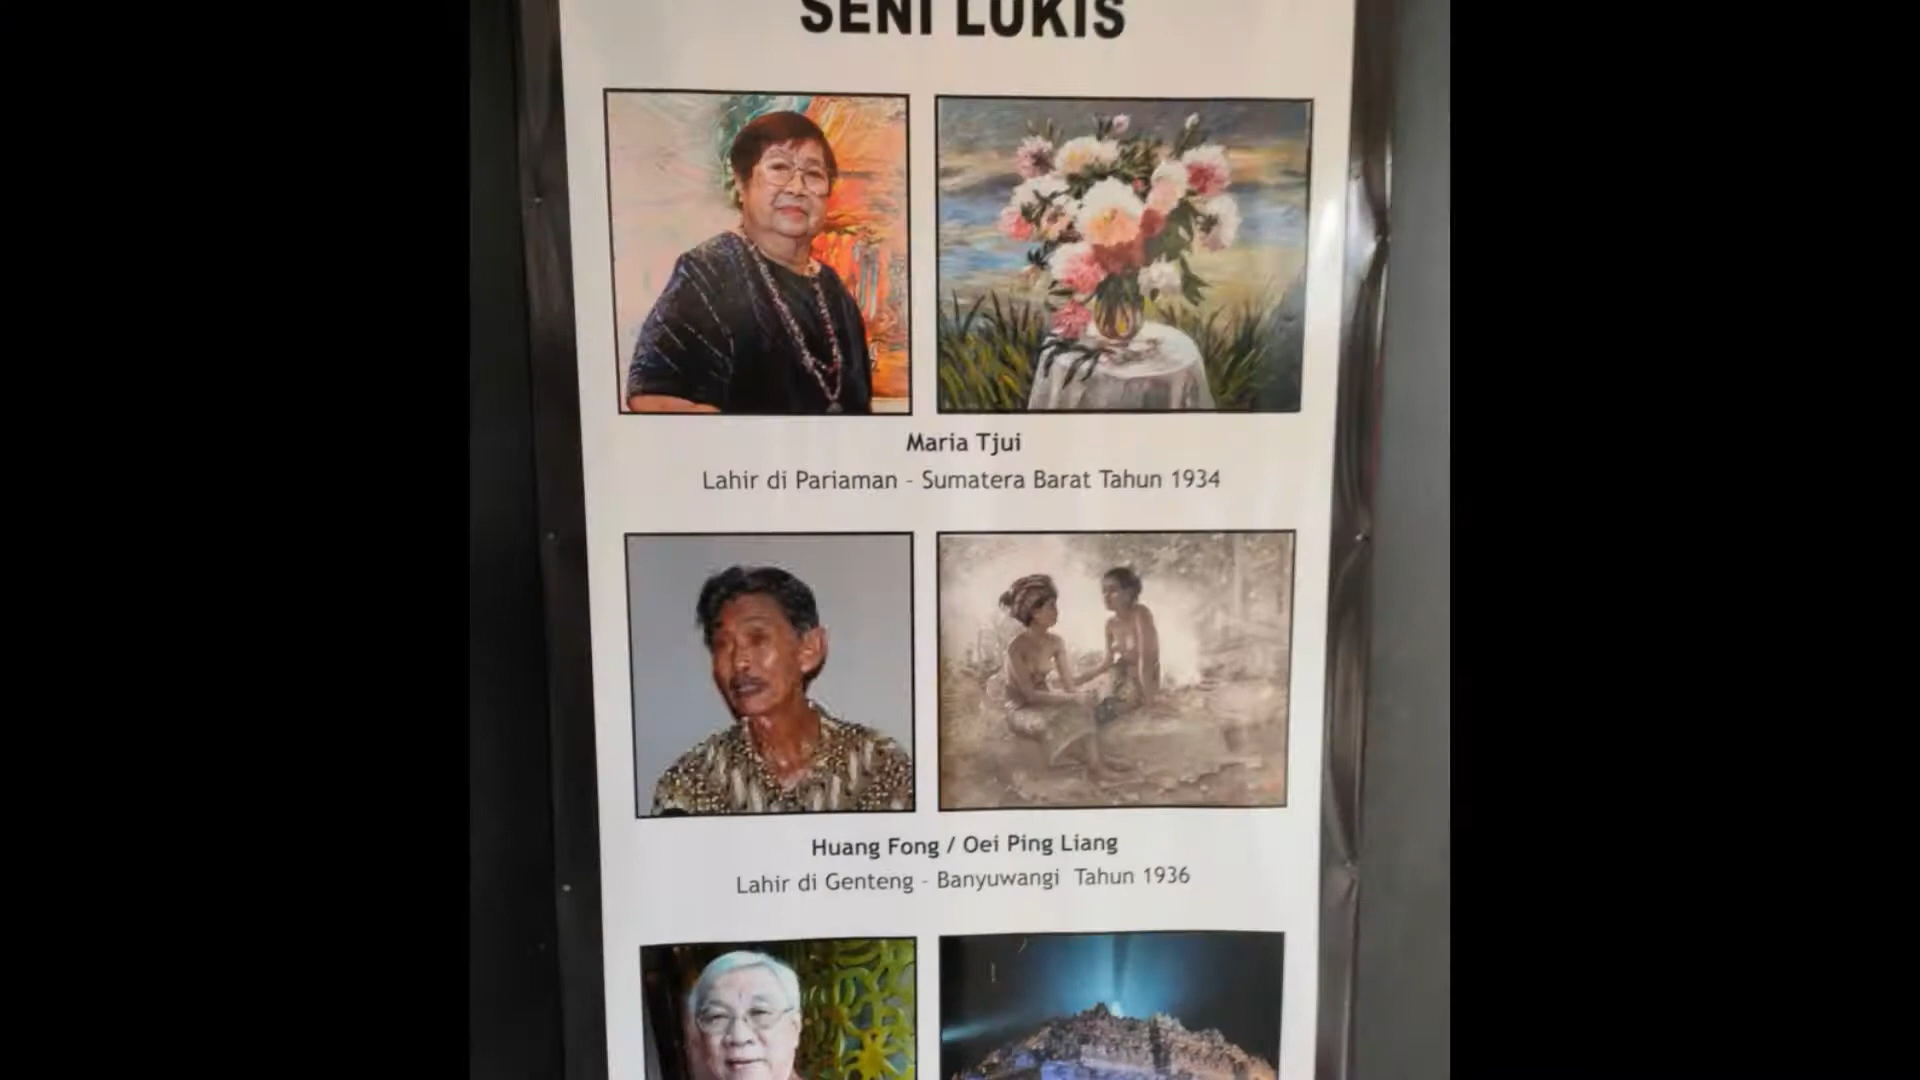 SENI LUKIS
Maria Tjui
Lahir di Pariaman - Sumatera Barat Tahun 1934
Huang Fong / Oei Ping Liang
Lahir di Genteng - Banyuwangi Tahun 1936